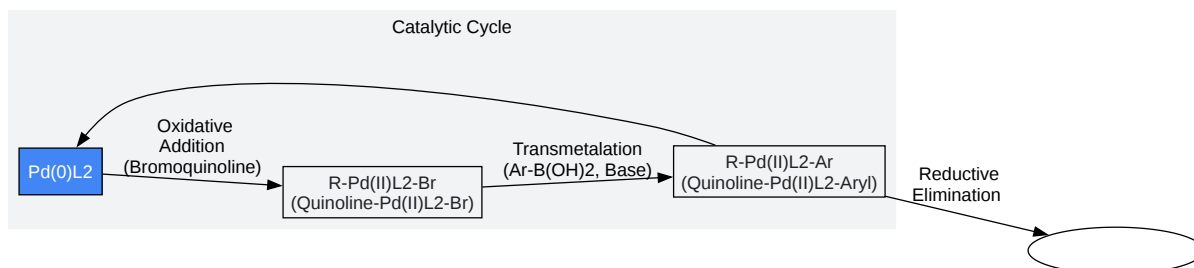 Catalytic Cycle
Oxidative
Addition
(Bromoquinoline)
Pd(0)L2
R-Pd(II)L2-Br
(Quinoline-Pd(II)L2-Br)
Transmetalation
(Ar-B(OH)2, Base)
R-Pd(II)L2-Ar
(Quinoline-Pd(II)L2-Aryl)
Reductive
Elimination